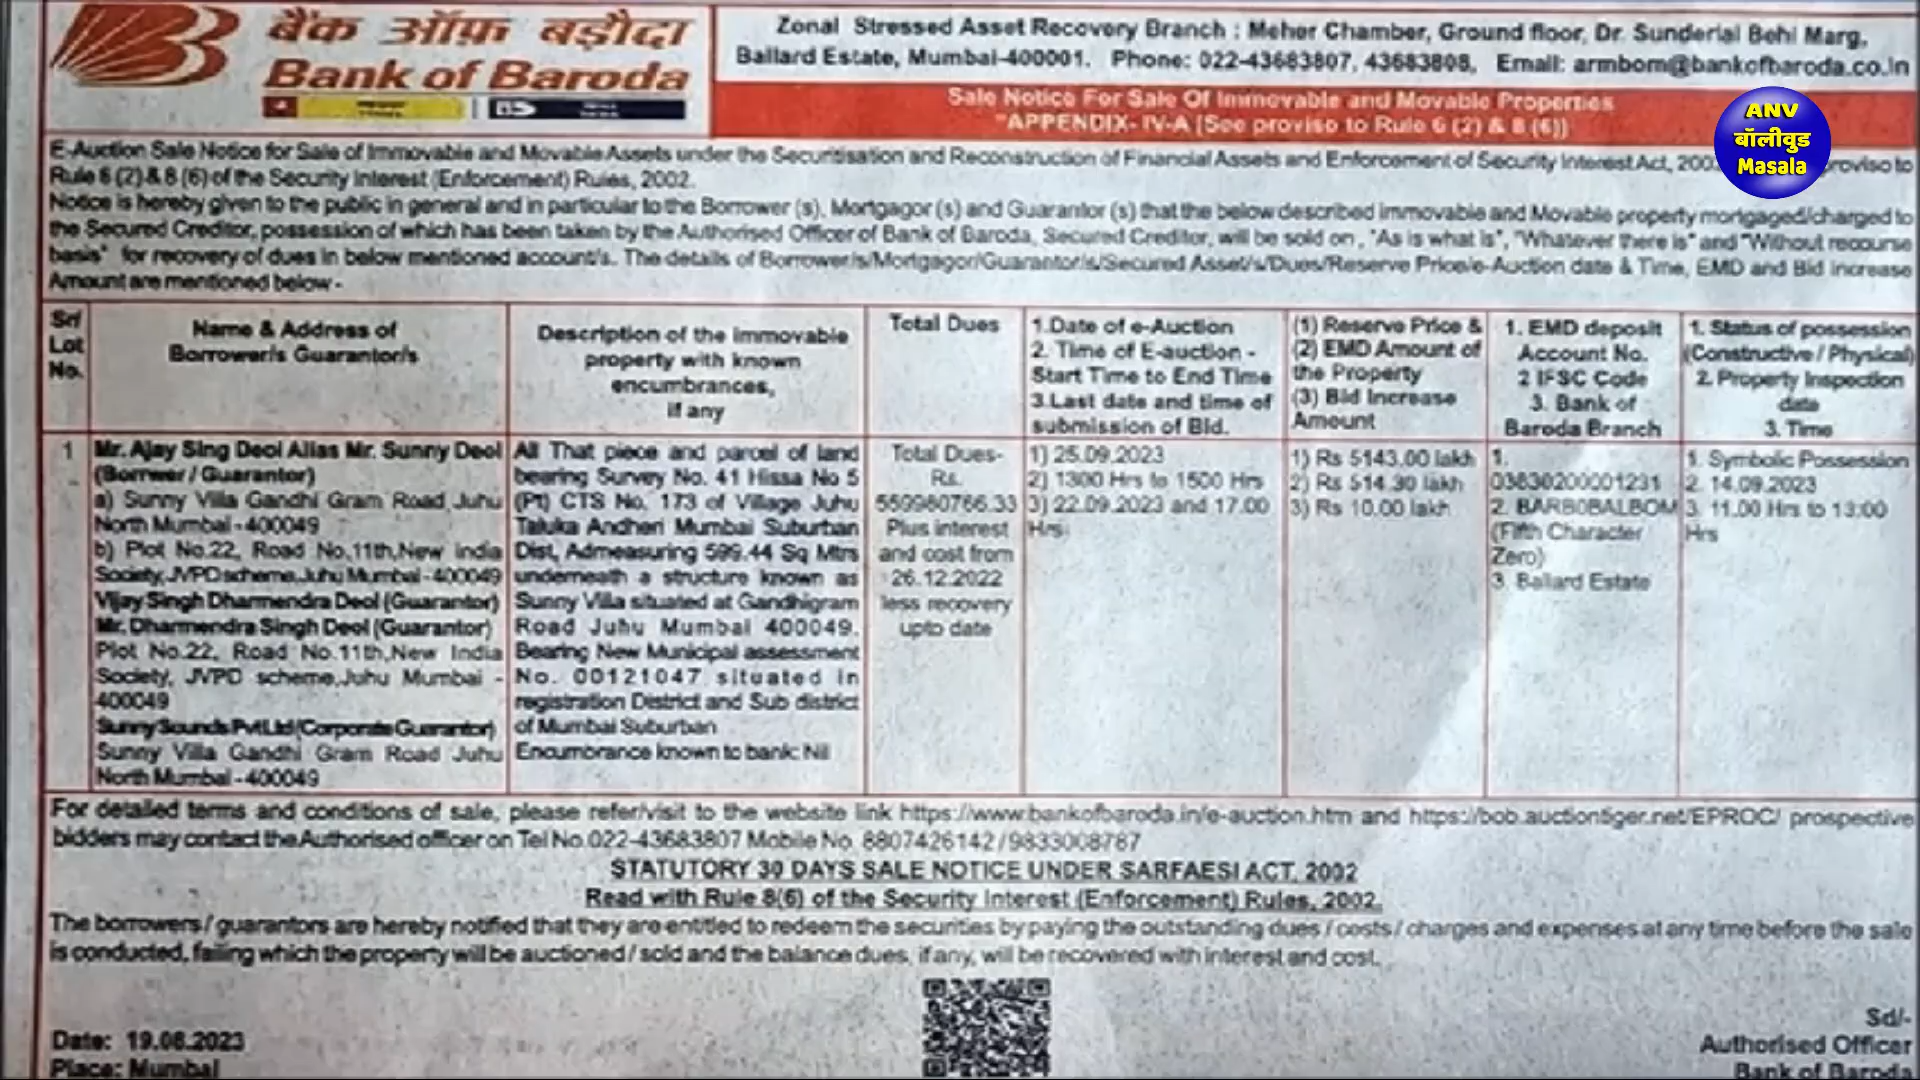 बैंक ऑफ़ बड़ौदा
Bank of Baroda
Zonal Stressed Asset Recovery Branch : Meher Chamber, Ground floor, Dr. Sunderlal Behl Marg,
Ballard Estate, Mumbai-400001. Phone: 022-43683807, 43683808, Email: armbom@bankofbaroda.co.in
Sale Notice For Sale Of Immovable and Movable Properties
"APPENDIX- IV-A [See proviso to Rule 6 (2) & 8 (6)]
ANV
बॉलीवुड
Masala
E-Auction Sale Notice for Sale of Immovable and Movable Assets under the Securitisation and Reconstruction of Financial Assets and Enforcement of Security Interest Act, 200 proviso to
Rule 6 (2) & 8 (6) of the Security Interest (Enforcement) Rules, 2002.
Notice is hereby given to the public in general and in particular to the Borrower (s), Mortgagor (s) and Guarantor (s) that the below described immovable and Movable property mortgaged/charged to
the Secured Creditor, possession of which has been taken by the Authorised Officer of Bank of Baroda, Secured Creditor, will be sold on , "As is what is", "Whatever there is" and "Without recourse
basis" for recovery of dues in below mentioned account/s. The details of Borrower/s/Mortgagor/Guarantor/s/Secured Asset/s/Dues/Reserve Price/e-Auction date & Time, EMD and Bid Increase
Amount are mentioned below -
Sr/
Lot
No.
Name & Address of
Borrower/s Guarantor/s
Description of the immovable
property with known
encumbrances,
if any
Total Dues
1.Date of e-Auction
2. Time of E-auction -
Start Time to End Time
3.Last date and time of
submission of Bid.
(1) Reserve Price &
(2) EMD Amount of
the Property
(3) Bid Increase
Amount
1. EMD deposit
Account No.
2 IFSC Code
3. Bank of
Baroda Branch
1. Status of possession
(Constructive / Physical)
2. Property Inspection
date
3. Time
1
Mr. Ajay Sing Deol Alias Mr. Sunny Deol
(Borrwer / Guarantor)
a) Sunny Villa Gandhi Gram Road Juhu
North Mumbai - 400049
b) Plot No.22, Road No.11th,New india
Society,JVPD scheme,Juhu Mumbai - 400049
Vijay Singh Dharmendra Deol (Guarantor)
Mr. Dharmendra Singh Deol (Guarantor)
Plot No.22, Road No.11th,New India
Society, JVPD scheme,Juhu Mumbai -
400049
Sunny Sounds Pvt Ltd (Corporate Guarantor)
Sunny Villa Gandhi Gram Road Juhu
North Mumbai - 400049
All That piece and parcel of land
bearing Survey No. 41 Hissa No 5
(Pt) CTS No. 173 of Village Juhu
Taluka Andheri Mumbai Suburban
Dist, Admeasuring 599.44 Sq Mtrs
underneath a structure known as
Sunny Villa situated at Gandhigram
Road Juhu Mumbai 400049.
Bearing New Municipal assessment
No. 00121047 situated in
registration District and Sub district
of Mumbai Suburban
Encumbrance known to bank: Nil
Total Dues-
Rs.
559980766.33
Plus interest
and cost from
26.12.2022
less recovery
upto date
1) 25.09.2023
2) 1300 Hrs to 1500 Hrs
3) 22.09.2023 and 17.00
Hrs
1) Rs 5143.00 lakh
2) Rs 514.30 lakh
3) Rs 10.00 lakh
1.
03830200001231
2. BARB0BALBOM
(Fifth Character
Zero)
3. Ballard Estate
1. Symbolic Possession
2. 14.09.2023
3. 11.00 Hrs to 13:00
Hrs
For detailed terms and conditions of sale, please refer/visit to the website link https://www.bankofbaroda.in/e-auction.htm and https://bob.auctiontiger.net/EPROC/ prospective
bidders may contact the Authorised officer on Tel No.022-43683807 Mobile No. 8807426142 / 9833008787
STATUTORY 30 DAYS SALE NOTICE UNDER SARFAESI ACT, 2002
Read with Rule 8(6) of the Security Interest (Enforcement) Rules, 2002.
The borrowers / guarantors are hereby notified that they are entitled to redeem the securities by paying the outstanding dues / costs / charges and expenses at any time before the sale
is conducted, failing which the property will be auctioned / sold and the balance dues, if any, will be recovered with interest and cost.
Date: 19.08.2023
Place: Mumbai
Sd/-
Authorised Officer
Bank of Baroda